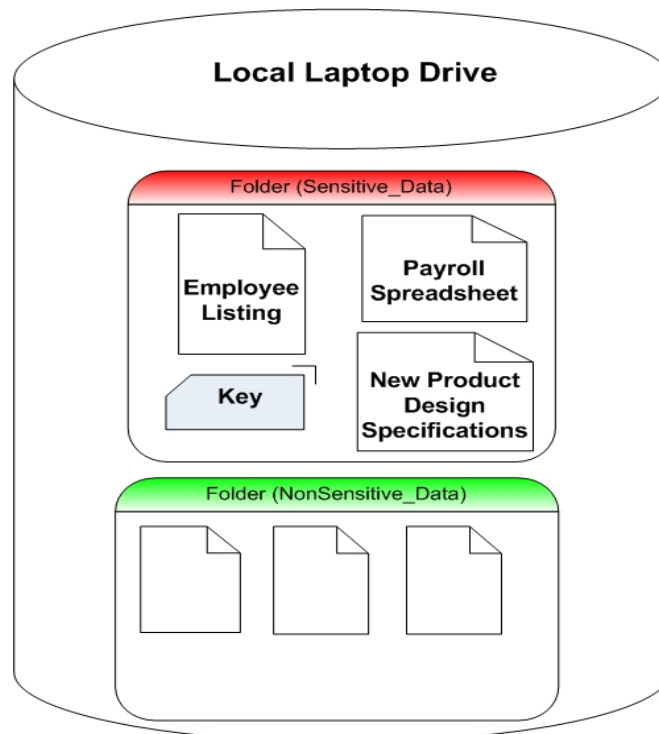 Local Laptop Drive
Folder (Sensitive_Data)
Employee
Listing
Payroll
Spreadsheet
Key
New Product
Design
Specifications
Folder (NonSensitive_Data)